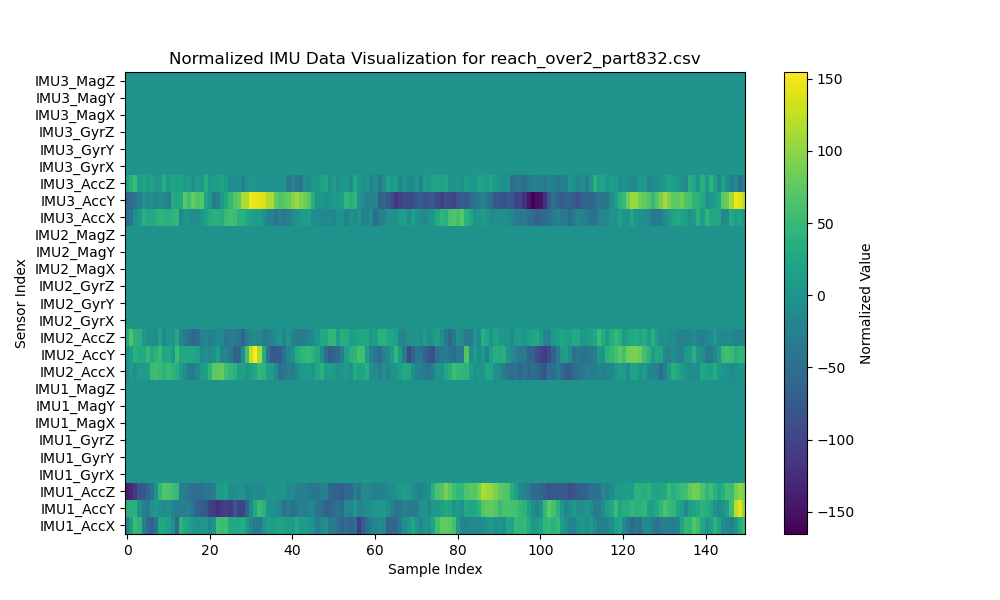 Normalized IMU Data Visualization for reach_over2_part832.csv
IMU3_MagZ
IMU3_MagY
IMU3_MagX
IMU3_GyrZ
IMU3_GyrY
IMU3_GyrX
IMU3_AccZ
IMU3_AccY
IMU3_AccX
IMU2_MagZ
IMU2_MagY
IMU2_MagX
IMU2_GyrZ
IMU2_GyrY
IMU2_GyrX
IMU2_AccZ
IMU2_AccY
IMU2_AccX
IMU1_MagZ
IMU1_MagY
IMU1_MagX
IMU1_GyrZ
IMU1_GyrY
IMU1_GyrX
IMU1_AccZ
IMU1_AccY
IMU1_AccX
Sensor Index
0 20 40 60 80 100 120 140
Sample Index
150
100
50
0
−50
−100
−150
Normalized Value